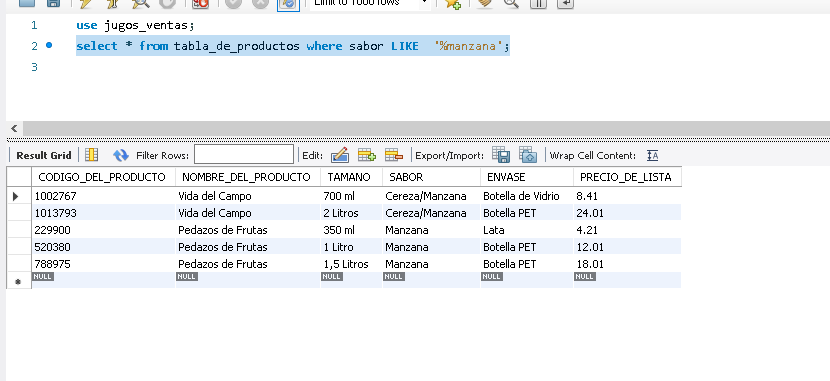 Limit to 1000 rows
1 use jugos_ventas;
2 select * from tabla_de_productos where sabor LIKE '%manzana';
3
Result Grid Filter Rows: Edit: Export/Import: Wrap Cell Content:
CODIGO_DEL_PRODUCTO NOMBRE_DEL_PRODUCTO TAMANO SABOR ENVASE PRECIO_DE_LISTA
1002767 Vida del Campo 700 ml Cereza/Manzana Botella de Vidrio 8.41
1013793 Vida del Campo 2 Litros Cereza/Manzana Botella PET 24.01
229900 Pedazos de Frutas 350 ml Manzana Lata 4.21
520380 Pedazos de Frutas 1 Litro Manzana Botella PET 12.01
788975 Pedazos de Frutas 1,5 Litros Manzana Botella PET 18.01
NULL NULL NULL NULL NULL NULL